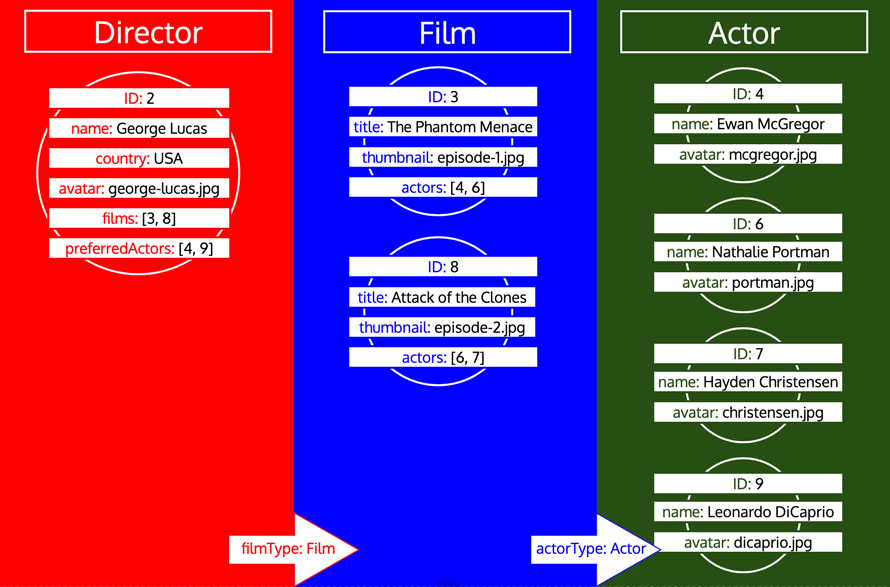 Director
ID: 2
name: George Lucas
country: USA
avatar: george-lucas.jpg
films: [3, 8]
preferredActors: [4, 9]
filmType: Film
Film
ID: 3
title: The Phantom Menace
thumbnail: episode-1.jpg
actors: [4, 6]
ID: 8
title: Attack of the Clones
thumbnail: episode-2.jpg
actors: [6, 7]
actorType: Actor
Actor
ID: 4
name: Ewan McGregor
avatar: mcgregor.jpg
ID: 6
name: Nathalie Portman
avatar: portman.jpg
ID: 7
name: Hayden Christensen
avatar: christensen.jpg
ID: 9
name: Leonardo DiCaprio
avatar: dicaprio.jpg